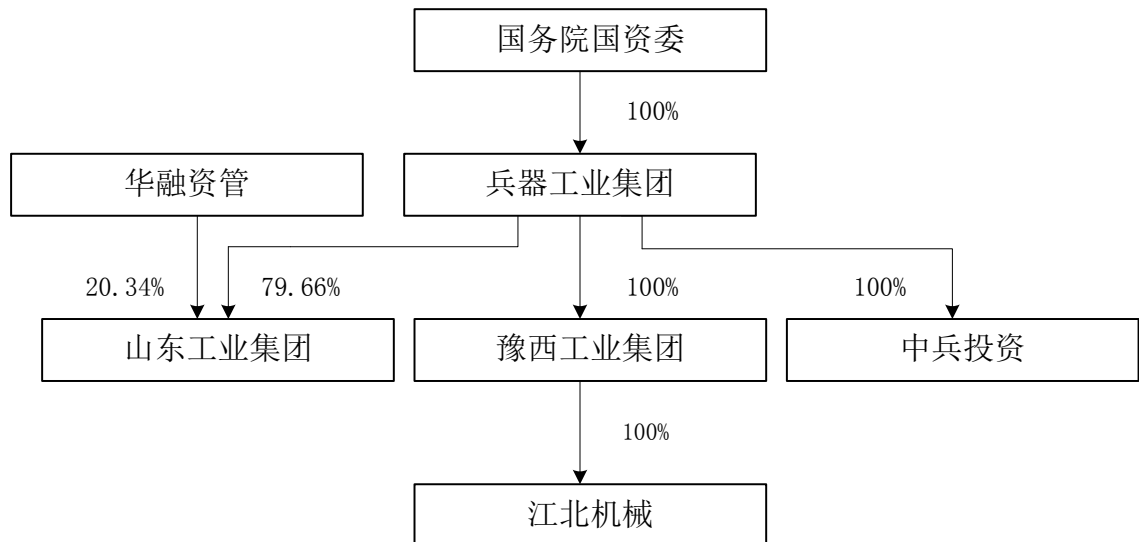 国务院国资委
100%
华融资管
兵器工业集团
20.34%
79.66%
100%
100%
山东工业集团
豫西工业集团
中兵投资
100%
江北机械